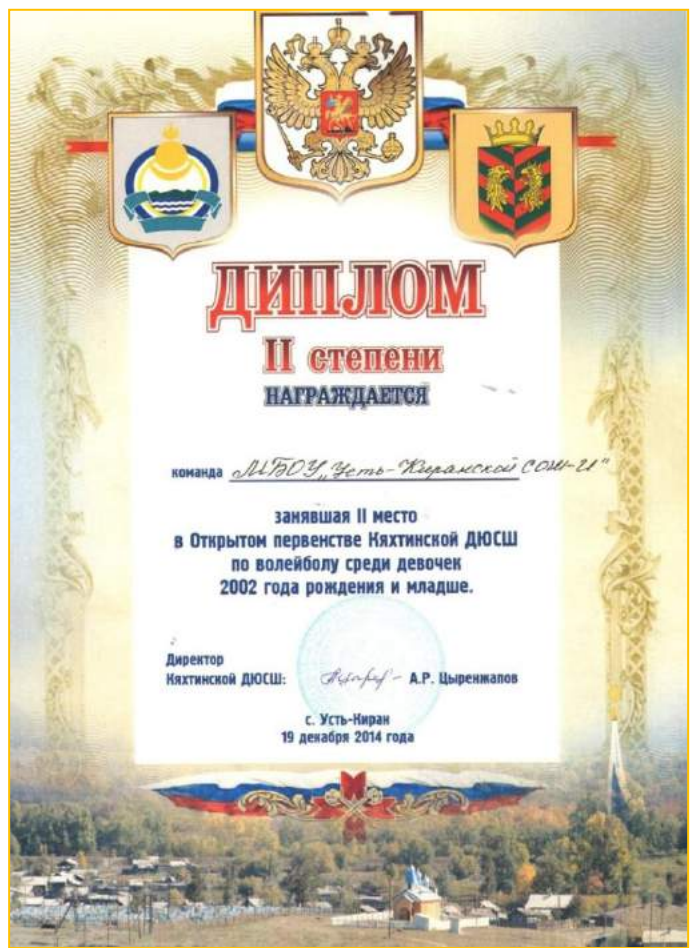 ДИПЛОМ
II степени
НАГРАЖДАЕТСЯ
команда МБОУ „Усть-Киранской СОШ-И"
занявшая II место
в Открытом первенстве Кяхтинской ДЮСШ
по волейболу среди девочек
2002 года рождения и младше.
Директор
Кяхтинской ДЮСШ: А.Р. Цыренжапов
с. Усть-Киран
19 декабря 2014 года